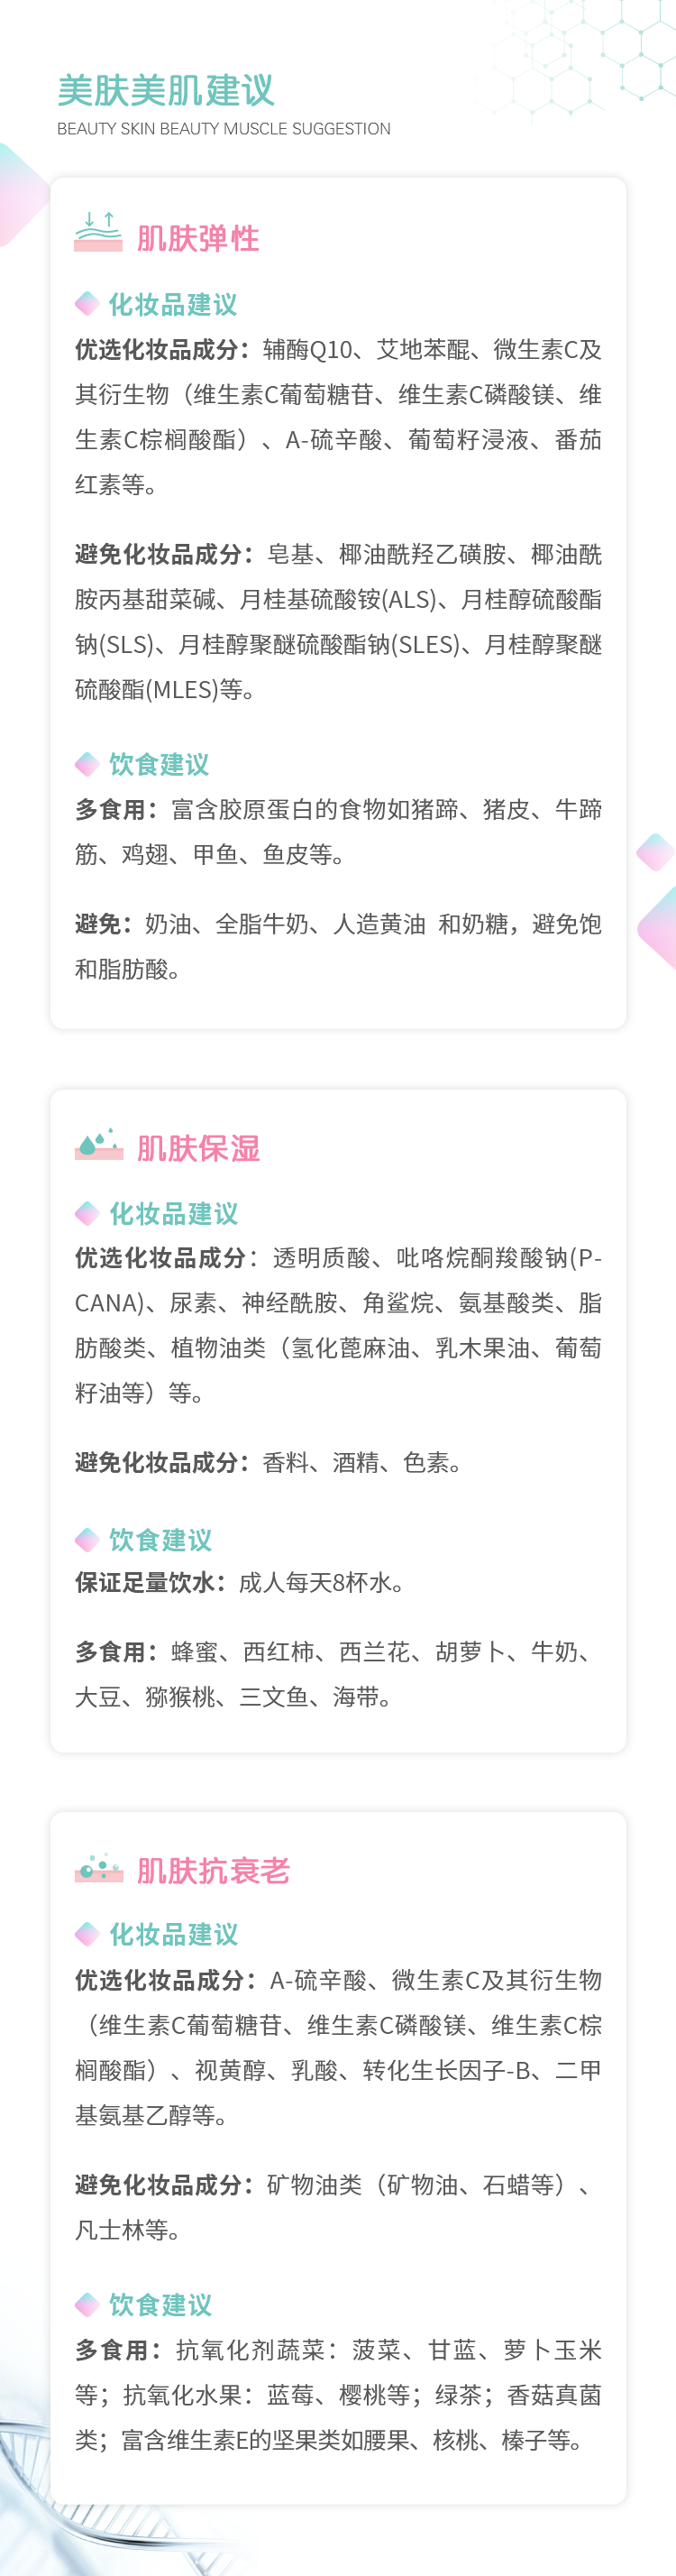 美肤美肌建议
BEAUTY SKIN BEAUTY MUSCLE SUGGESTION
肌肤弹性
化妆品建议
优选化妆品成分：辅酶Q10、艾地苯醌、微生素C及
其衍生物（维生素C葡萄糖苷、维生素C磷酸镁、维
生素C棕榈酸酯）、A-硫辛酸、葡萄籽浸液、番茄
红素等。
避免化妆品成分：皂基、椰油酰羟乙磺胺、椰油酰
胺丙基甜菜碱、月桂基硫酸铵(ALS)、月桂醇硫酸酯
钠(SLS)、月桂醇聚醚硫酸酯钠(SLES)、月桂醇聚醚
硫酸酯(MLES)等。
饮食建议
多食用：富含胶原蛋白的食物如猪蹄、猪皮、牛蹄
筋、鸡翅、甲鱼、鱼皮等。
避免：奶油、全脂牛奶、人造黄油 和奶糖，避免饱
和脂肪酸。
肌肤保湿
化妆品建议
优选化妆品成分：透明质酸、吡咯烷酮羧酸钠(P-
CANA)、尿素、神经酰胺、角鲨烷、氨基酸类、脂
肪酸类、植物油类（氢化蓖麻油、乳木果油、葡萄
籽油等）等。
避免化妆品成分：香料、酒精、色素。
饮食建议
保证足量饮水：成人每天8杯水。
多食用：蜂蜜、西红柿、西兰花、胡萝卜、牛奶、
大豆、猕猴桃、三文鱼、海带。
肌肤抗衰老
化妆品建议
优选化妆品成分：A-硫辛酸、微生素C及其衍生物
（维生素C葡萄糖苷、维生素C磷酸镁、维生素C棕
榈酸酯）、视黄醇、乳酸、转化生长因子-B、二甲
基氨基乙醇等。
避免化妆品成分：矿物油类（矿物油、石蜡等）、
凡士林等。
饮食建议
多食用：抗氧化剂蔬菜：菠菜、甘蓝、萝卜玉米
等；抗氧化水果：蓝莓、樱桃等；绿茶；香菇真菌
类；富含维生素E的坚果类如腰果、核桃、榛子等。